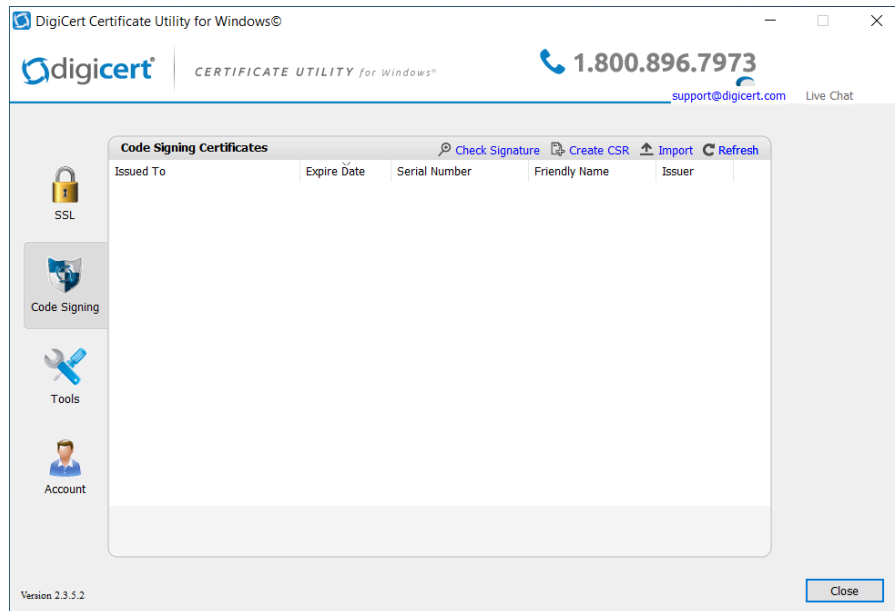 DigiCert Certificate Utility for Windows©
digicert® CERTIFICATE UTILITY for Windows® 1.800.896.7973
support@digicert.com Live Chat
Code Signing Certificates Check Signature Create CSR Import Refresh
Issued To Expire Date Serial Number Friendly Name Issuer
SSL
Code Signing
Tools
Account
Version 2.3.5.2
Close